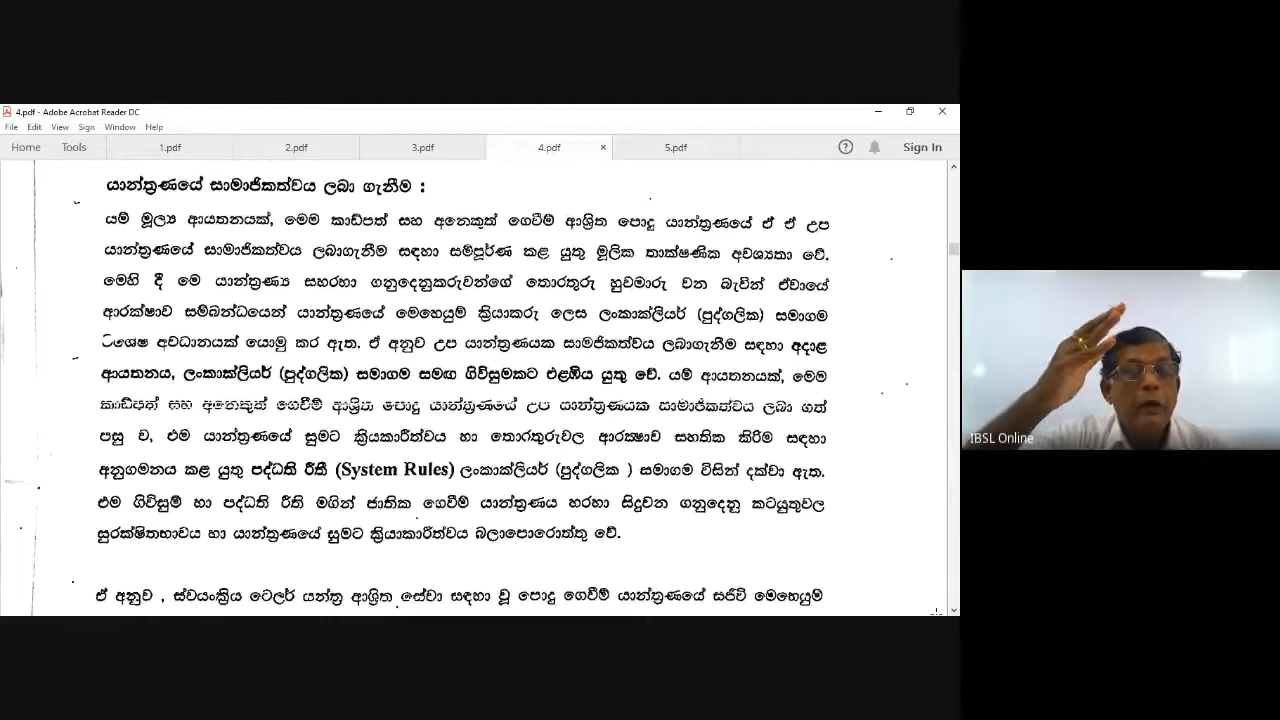 4.pdf - Adobe Acrobat Reader DC
File Edit View Sign Window Help
Home Tools 1.pdf 2.pdf 3.pdf 4.pdf × 5.pdf Sign In
යාන්ත්‍රණයේ සාමාජිකත්වය ලබා ගැනීම :
යම් මූල්‍ය ආයතනයක්, මෙම කාඩ්පත් සහ අනෙකුත් ගෙවීම් ආශ්‍රිත පොදු යාන්ත්‍රණයේ ඒ ඒ උප
යාන්ත්‍රණයේ සාමාජිකත්වය ලබාගැනීම සඳහා සම්පූර්ණ කළ යුතු මූලික තාක්ෂණික අවශ්‍යතා වේ.
මෙහි දී මෙ යාන්ත්‍රණ්‍ය සහරහා ගනුදෙනුකරුවන්ගේ තොරතුරු හුවමාරු වන බැවින් ඒවායේ
ආරක්ෂාව සම්බන්ධයෙන් යාන්ත්‍රණයේ මෙහෙයුම් ක්‍රියාකරු ලෙස ලංකාක්ලියර් (පුද්ගලික) සමාගම
විශෙෂ අවධානයක් යොමු කර ඇත. ඒ අනුව උප යාන්ත්‍රණයක සාමජිකත්වය ලබාගැනීම සඳහා අදාළ
ආයතනය, ලංකාක්ලියර් (පුද්ගලික) සමාගම සමඟ ගිවිසුමකට එළඹිය යුතු වේ. යම් ආයතනයක්, මෙම
කාඩ්පත් සහ අනෙකුත් ගෙවීම් ආශ්‍රිත පොදු යාන්ත්‍රණයේ උප යාන්ත්‍රණයක සාමාජිකත්වය ලබා ගත්
පසු ව, එම යාන්ත්‍රණයේ සුමට ක්‍රියකාරීත්වය හා තොරතුරුවල ආරක්‍ෂාව සහතික කිරීම සඳහා
අනුගමනය කළ යුතු පද්ධති රීති (System Rules) ලංකාක්ලියර් (පුද්ගලික ) සමාගම විසින් දක්වා ඇත.
එම ගිවිසුම් හා පද්ධති රීති මගින් ජාතික ගෙවීම් යාන්ත්‍රණය හරහා සිදුවන ගනුදෙනු කටයුතුවල
සුරක්ෂිතභාවය හා යාන්ත්‍රණයේ සුමට ක්‍රියාකාරීත්වය බලාපොරොත්තු වේ.
ඒ අනුව , ස්වයංක්‍රිය ටෙලර් යන්ත්‍ර ආශ්‍රිත සේවා සඳහා වූ පොදු ගෙවීම් යාන්ත්‍රණයේ සජීවී මෙහෙයුම්
IBSL Online